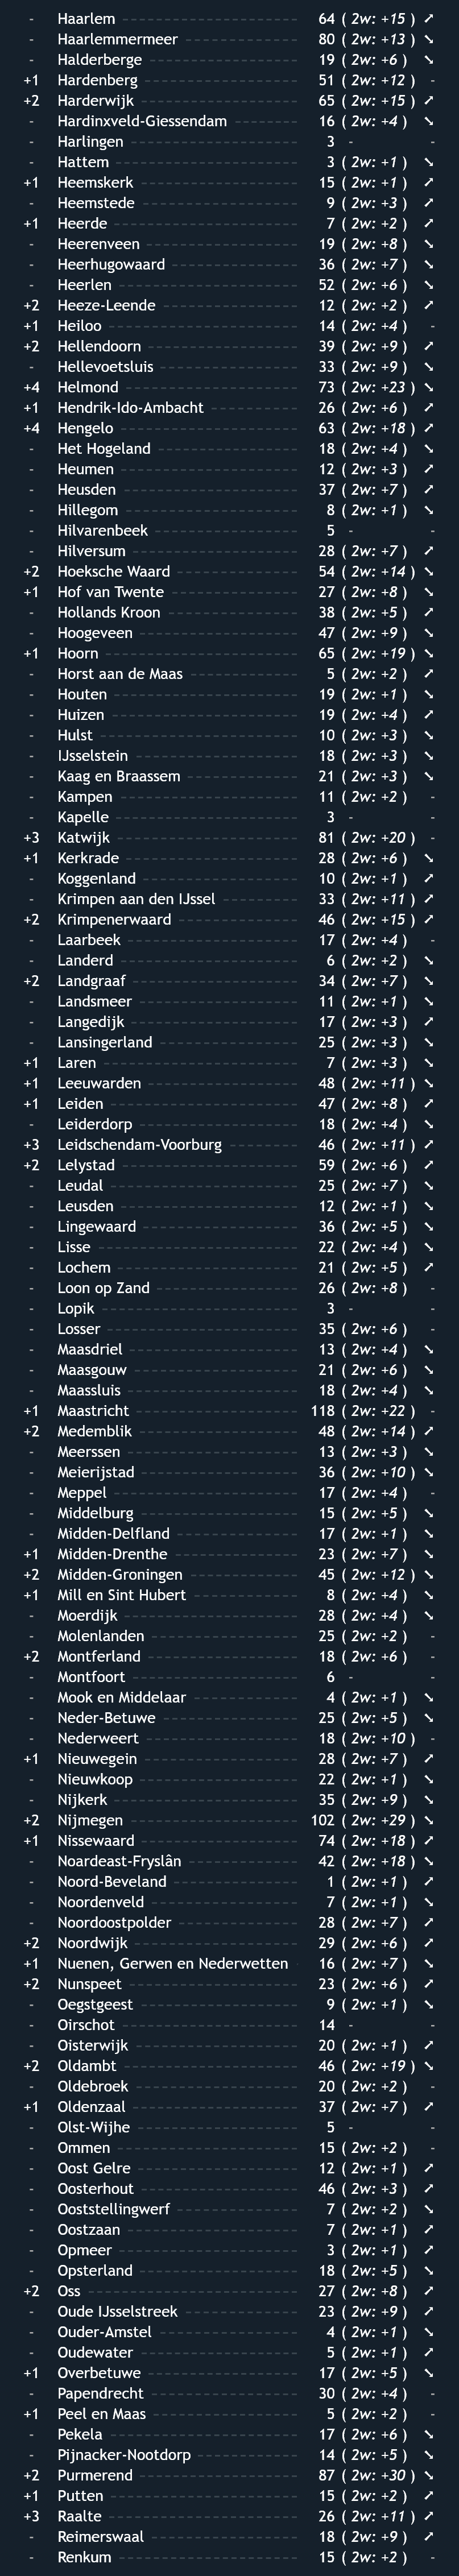 - Haarlem 64 ( 2w: +15 ) ↗
- Haarlemmermeer 80 ( 2w: +13 ) ↘
- Halderberge 19 ( 2w: +6 ) ↘
+1 Hardenberg 51 ( 2w: +12 ) -
+2 Harderwijk 65 ( 2w: +15 ) ↗
- Hardinxveld-Giessendam 16 ( 2w: +4 ) ↘
- Harlingen 3 - -
- Hattem 3 ( 2w: +1 ) ↘
+1 Heemskerk 15 ( 2w: +1 ) ↗
- Heemstede 9 ( 2w: +3 ) ↗
+1 Heerde 7 ( 2w: +2 ) ↗
- Heerenveen 19 ( 2w: +8 ) ↘
- Heerhugowaard 36 ( 2w: +7 ) ↘
- Heerlen 52 ( 2w: +6 ) ↘
+2 Heeze-Leende 12 ( 2w: +2 ) ↗
+1 Heiloo 14 ( 2w: +4 ) -
+2 Hellendoorn 39 ( 2w: +9 ) ↗
- Hellevoetsluis 33 ( 2w: +9 ) ↘
+4 Helmond 73 ( 2w: +23 ) ↘
+1 Hendrik-Ido-Ambacht 26 ( 2w: +6 ) ↗
+4 Hengelo 63 ( 2w: +18 ) ↗
- Het Hogeland 18 ( 2w: +4 ) ↘
- Heumen 12 ( 2w: +3 ) ↗
- Heusden 37 ( 2w: +7 ) ↗
- Hillegom 8 ( 2w: +1 ) ↘
- Hilvarenbeek 5 - -
- Hilversum 28 ( 2w: +7 ) ↗
+2 Hoeksche Waard 54 ( 2w: +14 ) ↘
+1 Hof van Twente 27 ( 2w: +8 ) ↘
- Hollands Kroon 38 ( 2w: +5 ) ↗
- Hoogeveen 47 ( 2w: +9 ) ↘
+1 Hoorn 65 ( 2w: +19 ) ↘
- Horst aan de Maas 5 ( 2w: +2 ) ↗
- Houten 19 ( 2w: +1 ) ↘
- Huizen 19 ( 2w: +4 ) ↗
- Hulst 10 ( 2w: +3 ) ↘
- IJsselstein 18 ( 2w: +3 ) ↘
- Kaag en Braassem 21 ( 2w: +3 ) ↘
- Kampen 11 ( 2w: +2 ) -
- Kapelle 3 - -
+3 Katwijk 81 ( 2w: +20 ) -
+1 Kerkrade 28 ( 2w: +6 ) ↘
- Koggenland 10 ( 2w: +1 ) ↗
- Krimpen aan den IJssel 33 ( 2w: +11 ) ↗
+2 Krimpenerwaard 46 ( 2w: +15 ) ↗
- Laarbeek 17 ( 2w: +4 ) -
- Landerd 6 ( 2w: +2 ) ↘
+2 Landgraaf 34 ( 2w: +7 ) ↘
- Landsmeer 11 ( 2w: +1 ) ↘
- Langedijk 17 ( 2w: +3 ) ↗
- Lansingerland 25 ( 2w: +3 ) ↘
+1 Laren 7 ( 2w: +3 ) ↘
+1 Leeuwarden 48 ( 2w: +11 ) ↘
+1 Leiden 47 ( 2w: +8 ) ↗
- Leiderdorp 18 ( 2w: +4 ) ↘
+3 Leidschendam-Voorburg 46 ( 2w: +11 ) ↗
+2 Lelystad 59 ( 2w: +6 ) ↗
- Leudal 25 ( 2w: +7 ) ↘
- Leusden 12 ( 2w: +1 ) ↘
- Lingewaard 36 ( 2w: +5 ) ↘
- Lisse 22 ( 2w: +4 ) ↘
- Lochem 21 ( 2w: +5 ) ↗
- Loon op Zand 26 ( 2w: +8 ) -
- Lopik 3 - -
- Losser 35 ( 2w: +6 ) -
- Maasdriel 13 ( 2w: +4 ) ↘
- Maasgouw 21 ( 2w: +6 ) ↘
- Maassluis 18 ( 2w: +4 ) ↘
+1 Maastricht 118 ( 2w: +22 ) -
+2 Medemblik 48 ( 2w: +14 ) ↗
- Meerssen 13 ( 2w: +3 ) ↘
- Meierijstad 36 ( 2w: +10 ) ↘
- Meppel 17 ( 2w: +4 ) -
- Middelburg 15 ( 2w: +5 ) ↘
- Midden-Delfland 17 ( 2w: +1 ) ↘
+1 Midden-Drenthe 23 ( 2w: +7 ) ↘
+2 Midden-Groningen 45 ( 2w: +12 ) ↘
+1 Mill en Sint Hubert 8 ( 2w: +4 ) ↘
- Moerdijk 28 ( 2w: +4 ) ↘
- Molenlanden 25 ( 2w: +2 ) -
+2 Montferland 18 ( 2w: +6 ) -
- Montfoort 6 - -
- Mook en Middelaar 4 ( 2w: +1 ) ↘
- Neder-Betuwe 25 ( 2w: +5 ) ↘
- Nederweert 18 ( 2w: +10 ) -
+1 Nieuwegein 28 ( 2w: +7 ) ↗
- Nieuwkoop 22 ( 2w: +1 ) ↘
- Nijkerk 35 ( 2w: +9 ) ↘
+2 Nijmegen 102 ( 2w: +29 ) ↘
+1 Nissewaard 74 ( 2w: +18 ) ↗
- Noardeast-Fryslân 42 ( 2w: +18 ) ↘
- Noord-Beveland 1 ( 2w: +1 ) ↗
- Noordenveld 7 ( 2w: +1 ) ↘
- Noordoostpolder 28 ( 2w: +7 ) ↗
+2 Noordwijk 29 ( 2w: +6 ) ↗
+1 Nuenen, Gerwen en Nederwetten 16 ( 2w: +7 ) ↘
+2 Nunspeet 23 ( 2w: +6 ) ↗
- Oegstgeest 9 ( 2w: +1 ) ↘
- Oirschot 14 - -
- Oisterwijk 20 ( 2w: +1 ) ↗
+2 Oldambt 46 ( 2w: +19 ) ↘
- Oldebroek 20 ( 2w: +2 ) -
+1 Oldenzaal 37 ( 2w: +7 ) ↗
- Olst-Wijhe 5 - -
- Ommen 15 ( 2w: +2 ) -
- Oost Gelre 12 ( 2w: +1 ) ↗
- Oosterhout 46 ( 2w: +3 ) ↗
- Ooststellingwerf 7 ( 2w: +2 ) ↘
- Oostzaan 7 ( 2w: +1 ) ↗
- Opmeer 3 ( 2w: +1 ) ↗
- Opsterland 18 ( 2w: +5 ) ↘
+2 Oss 27 ( 2w: +8 ) ↗
- Oude IJsselstreek 23 ( 2w: +9 ) ↗
- Ouder-Amstel 4 ( 2w: +1 ) ↘
- Oudewater 5 ( 2w: +1 ) ↗
+1 Overbetuwe 17 ( 2w: +5 ) ↘
- Papendrecht 30 ( 2w: +4 ) -
+1 Peel en Maas 5 ( 2w: +2 ) -
- Pekela 17 ( 2w: +6 ) ↘
- Pijnacker-Nootdorp 14 ( 2w: +5 ) ↘
+2 Purmerend 87 ( 2w: +30 ) ↘
+1 Putten 15 ( 2w: +2 ) ↗
+3 Raalte 26 ( 2w: +11 ) ↗
- Reimerswaal 18 ( 2w: +9 ) ↗
- Renkum 15 ( 2w: +2 ) -